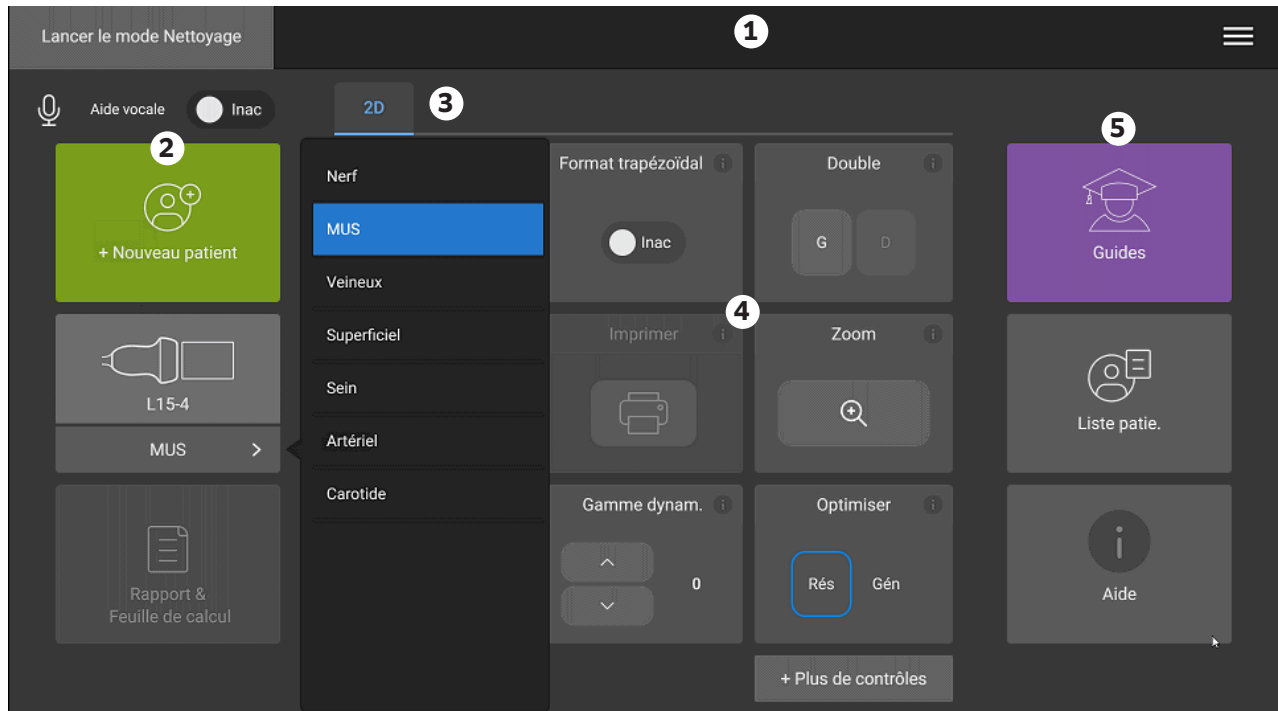 Lancer le mode Nettoyage
1
Aide vocale
Inac
2D
3
2
+ Nouveau patient
L15-4
MUS
Rapport &
Feuille de calcul
Nerf
MUS
Veineux
Superficiel
Sein
Artériel
Carotide
Format trapézoïdal
Inac
Double
G
D
4
Imprimer
Zoom
Gamme dynam.
0
Optimiser
Rés
Gén
+ Plus de contrôles
5
Guides
Liste patie.
Aide